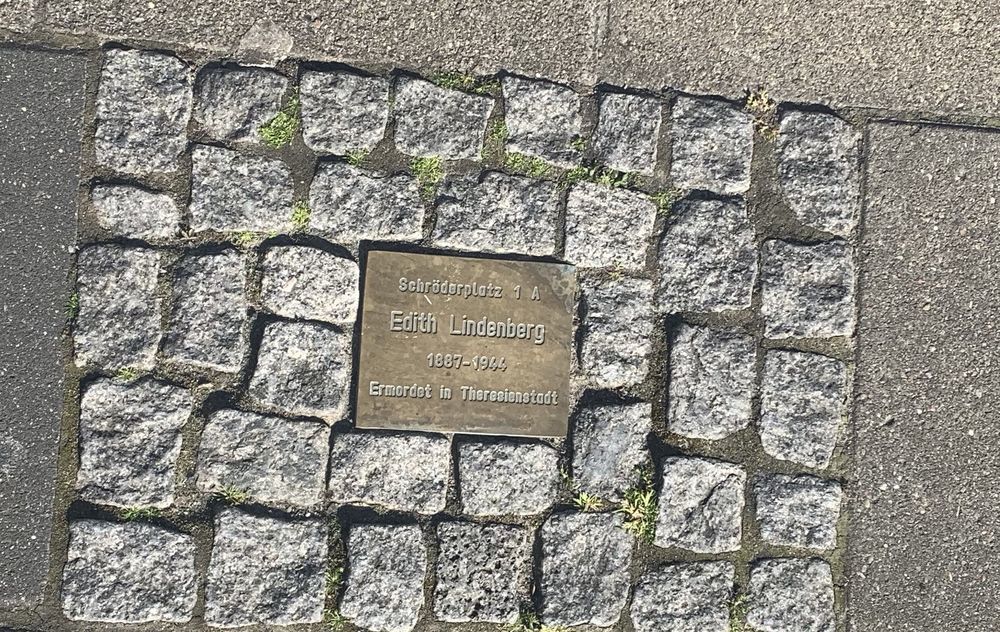 Schröderplatz 1 A
Edith Lindenberg
1887-1944
Ermordet in Theresienstadt